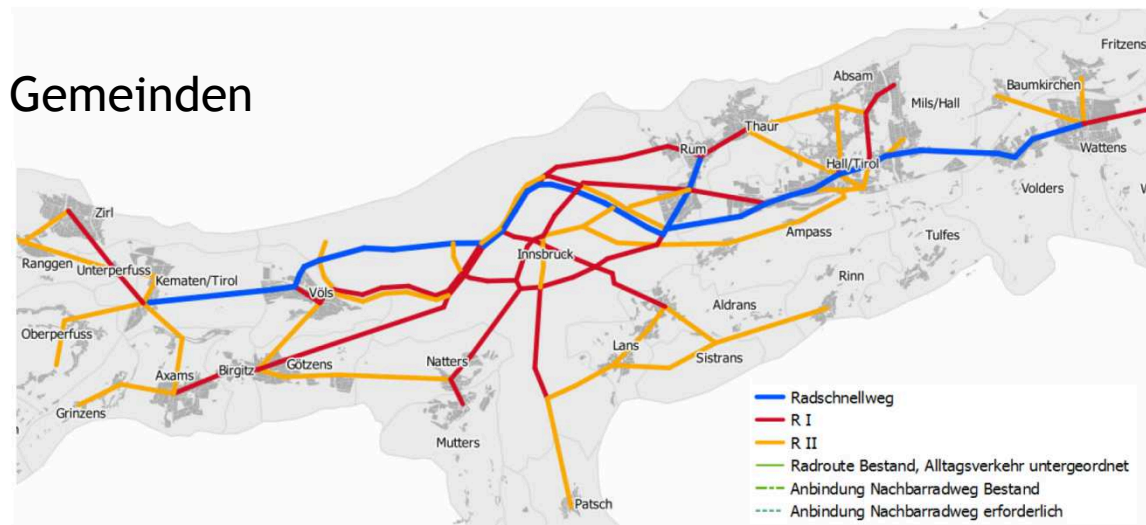 Gemeinden
Fritzens
Absam
Baumkirchen
Mils/Hall
Thaur
Rum
Wattens
Hall/Tirol
Volders
W
Zirl
Ampass
Tulfes
Innsbruck
Ranggen
Unterperfuss
Kematen/Tirol
Rinn
Völs
Aldrans
Oberperfuss
Lans
Sistrans
Natters
Götzens
Birgitz
Axams
Grinzens
Mutters
Patsch
Radschnellweg
R I
R II
Radroute Bestand, Alltagsverkehr untergeordnet
Anbindung Nachbarradweg Bestand
Anbindung Nachbarradweg erforderlich